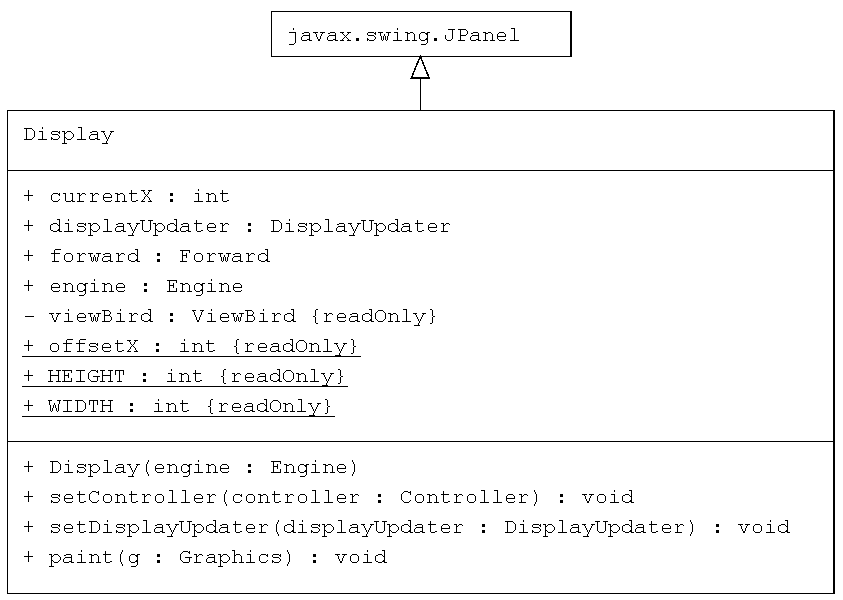 javax.swing.JPanel
Display
+ currentX : int
+ displayUpdater : DisplayUpdater
+ forward : Forward
+ engine : Engine
- viewBird : ViewBird {readOnly}
+ offsetX : int {readOnly}
+ HEIGHT : int {readOnly}
+ WIDTH : int {readOnly}
+ Display(engine : Engine)
+ setController(controller : Controller) : void
+ setDisplayUpdater(displayUpdater : DisplayUpdater) : void
+ paint(g : Graphics) : void